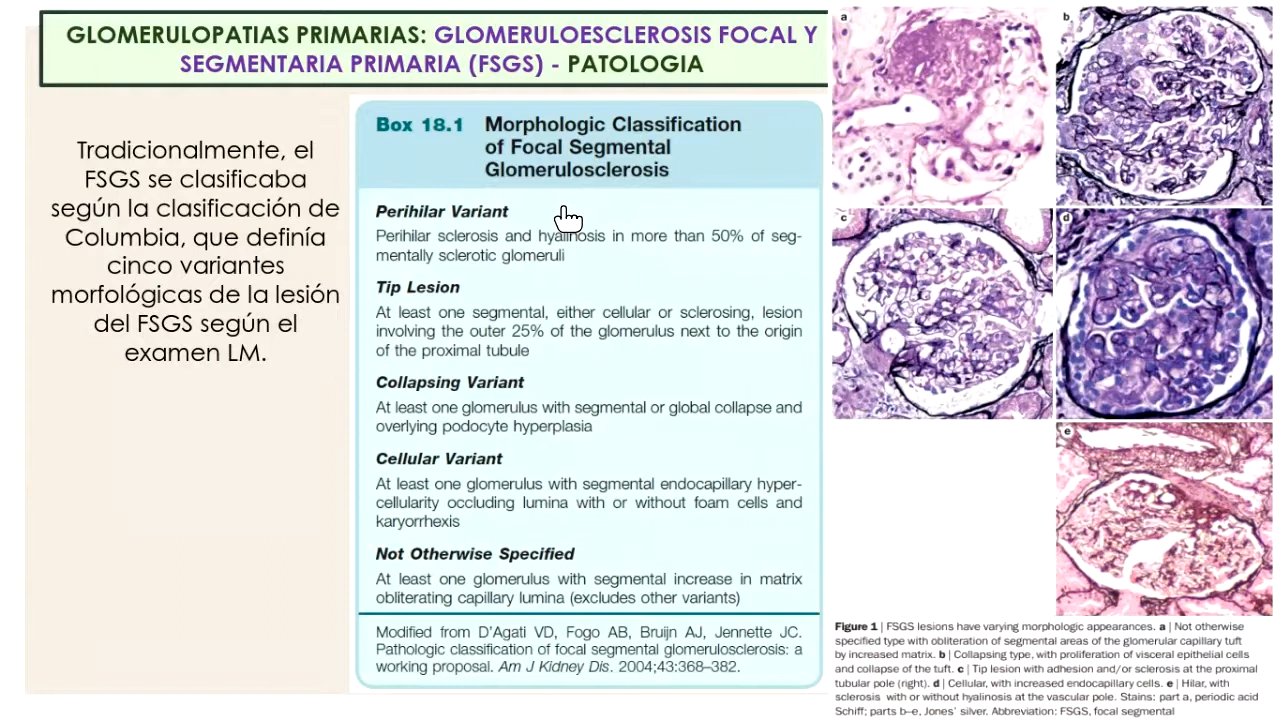 GLOMERULOPATIAS PRIMARIAS: GLOMERULOESCLEROSIS FOCAL Y
SEGMENTARIA PRIMARIA (FSGS) - PATOLOGIA
Tradicionalmente, el
FSGS se clasificaba
según la clasificación de
Columbia, que definía
cinco variantes
morfológicas de la lesión
del FSGS según el
examen LM.
Box 18.1 Morphologic Classification
of Focal Segmental
Glomerulosclerosis
Perihilar Variant
Perihilar sclerosis and hyalinosis in more than 50% of seg-
mentally sclerotic glomeruli
Tip Lesion
At least one segmental, either cellular or sclerosing, lesion
involving the outer 25% of the glomerulus next to the origin
of the proximal tubule
Collapsing Variant
At least one glomerulus with segmental or global collapse and
overlying podocyte hyperplasia
Cellular Variant
At least one glomerulus with segmental endocapillary hyper-
cellularity occluding lumina with or without foam cells and
karyorrhexis
Not Otherwise Specified
At least one glomerulus with segmental increase in matrix
obliterating capillary lumina (excludes other variants)
Modified from D'Agati VD, Fogo AB, Bruijn AJ, Jennette JC.
Pathologic classification of focal segmental glomerulosclerosis: a
working proposal. Am J Kidney Dis. 2004;43:368–382.
a
b
c
d
e
Figure 1 | FSGS lesions have varying morphologic appearances. a | Not otherwise
specified type with obliteration of segmental areas of the glomerular capillary tuft
by increased matrix. b | Collapsing type, with proliferation of visceral epithelial cells
and collapse of the tuft. c | Tip lesion with adhesion and/or sclerosis at the proximal
tubular pole (right). d | Cellular, with increased endocapillary cells. e | Hilar, with
sclerosis with or without hyalinosis at the vascular pole. Stains: part a, periodic acid
Schiff; parts b–e, Jones' silver. Abbreviation: FSGS, focal segmental